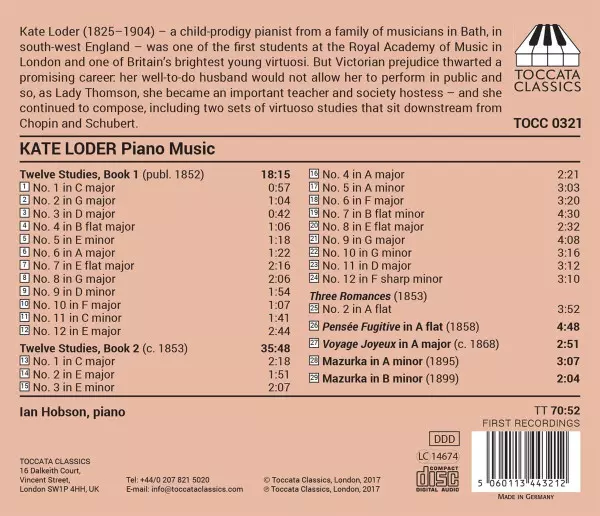 Kate Loder (1825–1904) – a child-prodigy pianist from a family of musicians in Bath, in
south-west England – was one of the first students at the Royal Academy of Music in
London and one of Britain's brightest young virtuosi. But Victorian prejudice thwarted a
promising career: her well-to-do husband would not allow her to perform in public and
so, as Lady Thomson, she became an important teacher and society hostess – and she
continued to compose, including two sets of virtuoso studies that sit downstream from
Chopin and Schubert.
TOCCATA
CLASSICS
TOCC 0321
KATE LODER Piano Music
Twelve Studies, Book 1 (publ. 1852) 18:15
1 No. 1 in C major 0:57
2 No. 2 in G major 1:04
3 No. 3 in D major 0:42
4 No. 4 in B flat major 1:06
5 No. 5 in E minor 1:18
6 No. 6 in A major 1:22
7 No. 7 in E flat major 2:16
8 No. 8 in G major 2:06
9 No. 9 in D minor 1:54
10 No. 10 in F major 1:07
11 No. 11 in C minor 1:41
12 No. 12 in E major 2:44
Twelve Studies, Book 2 (c. 1853) 35:48
13 No. 1 in C major 2:18
14 No. 2 in E major 1:51
15 No. 3 in E minor 2:07
16 No. 4 in A major 2:21
17 No. 5 in A minor 3:03
18 No. 6 in F major 3:20
19 No. 7 in B flat minor 4:30
20 No. 8 in E flat major 2:32
21 No. 9 in G major 4:08
22 No. 10 in G minor 3:16
23 No. 11 in D major 3:12
24 No. 12 in F sharp minor 3:10
Three Romances (1853)
25 No. 2 in A flat 3:52
26 Pensée Fugitive in A flat (1858) 4:48
27 Voyage Joyeux in A major (c. 1868) 2:51
28 Mazurka in A minor (1895) 3:07
29 Mazurka in B minor (1899) 2:04
Ian Hobson, piano
TT 70:52
FIRST RECORDINGS
TOCCATA CLASSICS
16 Dalkeith Court,
Vincent Street,
London SW1P 4HH, UK
Tel: +44/0 207 821 5020
E-mail: info@toccataclassics.com
© Toccata Classics, London, 2017
℗ Toccata Classics, London, 2017
DDD
LC 14674
COMPACT
disc
DIGITAL AUDIO
5 060113 443212
MADE IN GERMANY